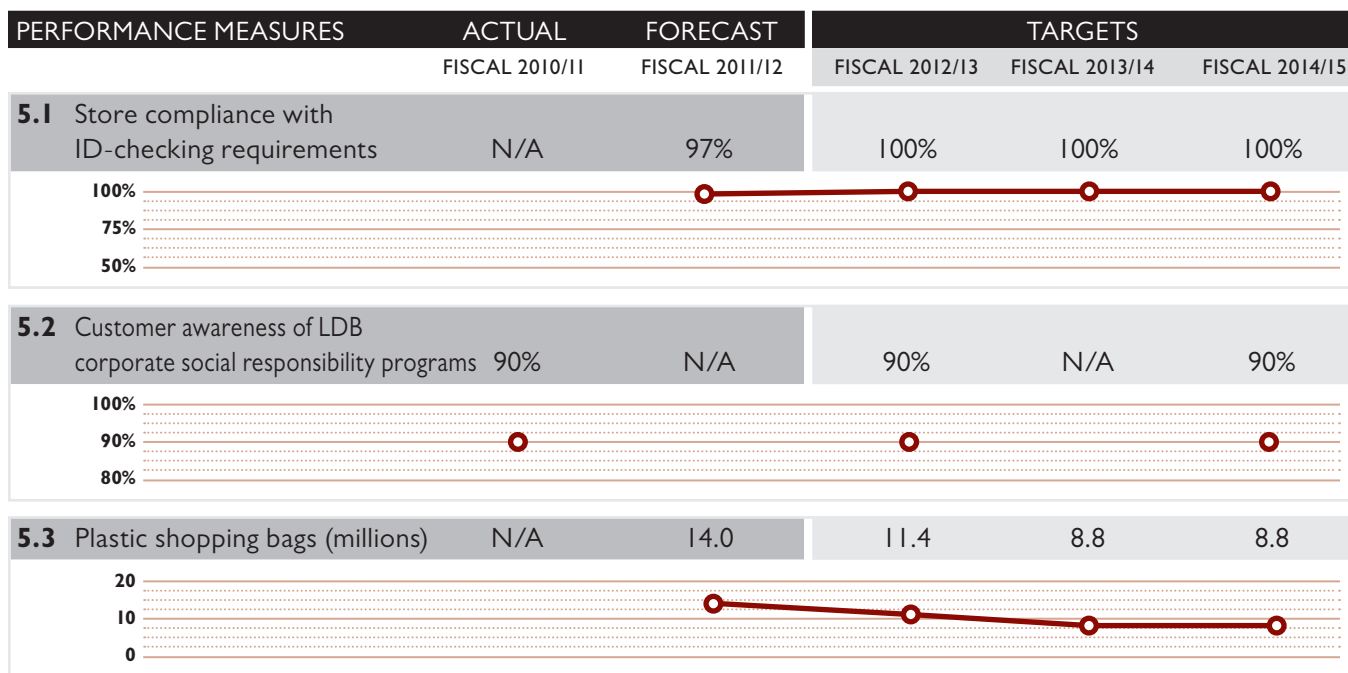 PERFORMANCE MEASURES ACTUAL FORECAST TARGETS
FISCAL 2010/11 FISCAL 2011/12 FISCAL 2012/13 FISCAL 2013/14 FISCAL 2014/15
5.1 Store compliance with
ID-checking requirements N/A 97% 100% 100% 100%
100%
75%
50%
5.2 Customer awareness of LDB
corporate social responsibility programs 90% N/A 90% N/A 90%
100%
90%
80%
5.3 Plastic shopping bags (millions) N/A 14.0 11.4 8.8 8.8
20
10
0